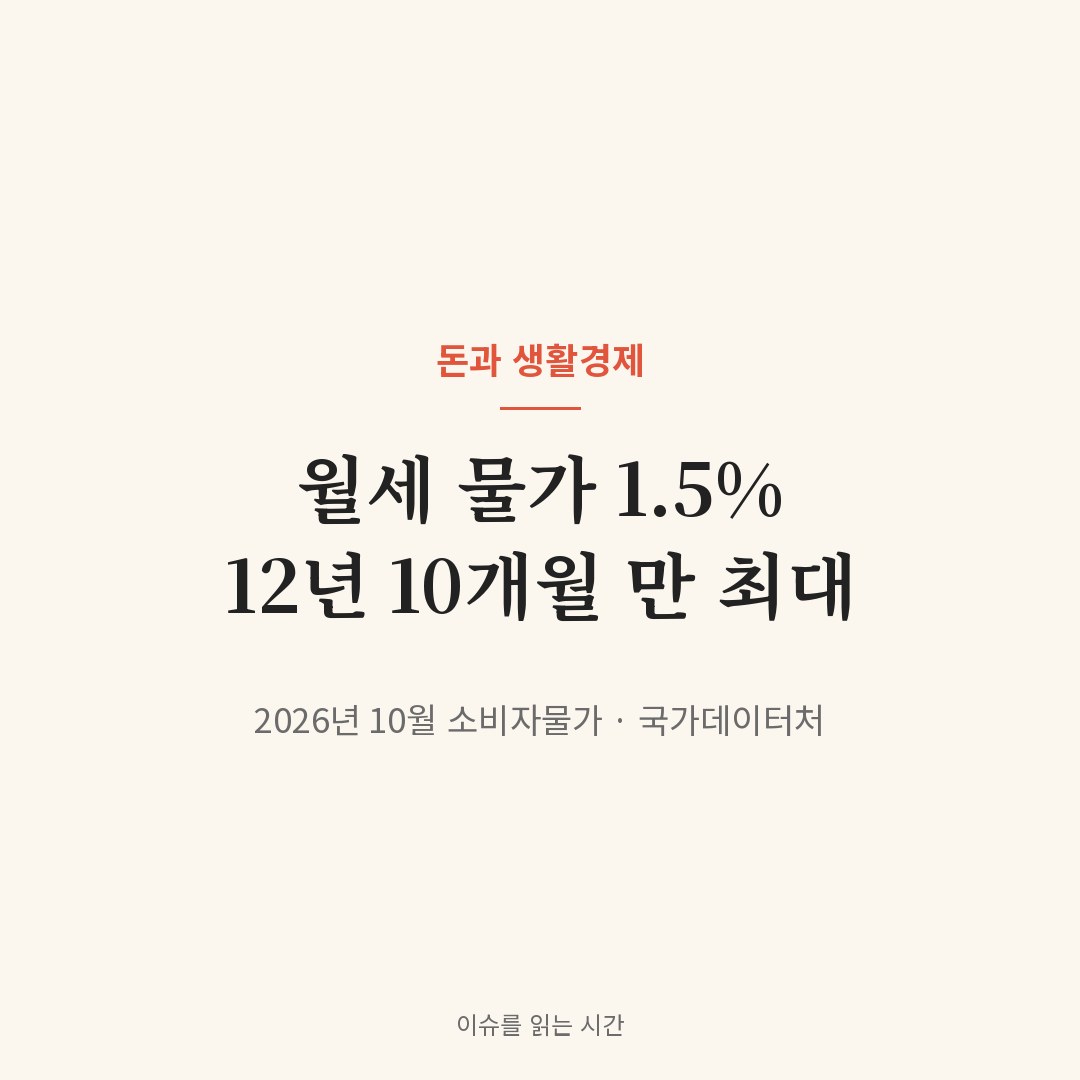 돈과 생활경제
월세 물가 1.5%
12년 10개월 만 최대
2026년 10월 소비자물가 · 국가데이터처
이슈를 읽는 시간